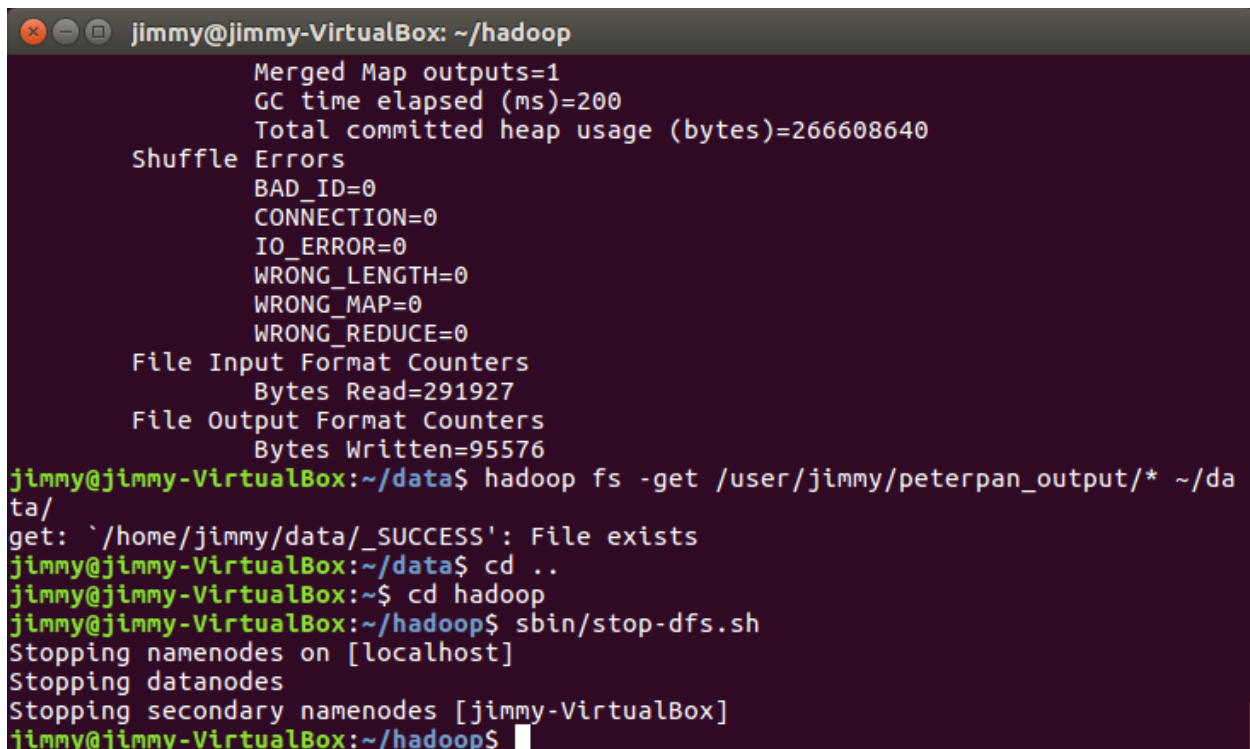 jimmy@jimmy-VirtualBox: ~/hadoop
Merged Map outputs=1
GC time elapsed (ms)=200
Total committed heap usage (bytes)=266608640
Shuffle Errors
BAD_ID=0
CONNECTION=0
IO_ERROR=0
WRONG_LENGTH=0
WRONG_MAP=0
WRONG_REDUCE=0
File Input Format Counters
Bytes Read=291927
File Output Format Counters
Bytes Written=95576
jimmy@jimmy-VirtualBox:~/data$ hadoop fs -get /user/jimmy/peterpan_output/* ~/da
ta/
get: `/home/jimmy/data/_SUCCESS': File exists
jimmy@jimmy-VirtualBox:~/data$ cd ..
jimmy@jimmy-VirtualBox:~$ cd hadoop
jimmy@jimmy-VirtualBox:~/hadoop$ sbin/stop-dfs.sh
Stopping namenodes on [localhost]
Stopping datanodes
Stopping secondary namenodes [jimmy-VirtualBox]
jimmy@jimmy-VirtualBox:~/hadoop$